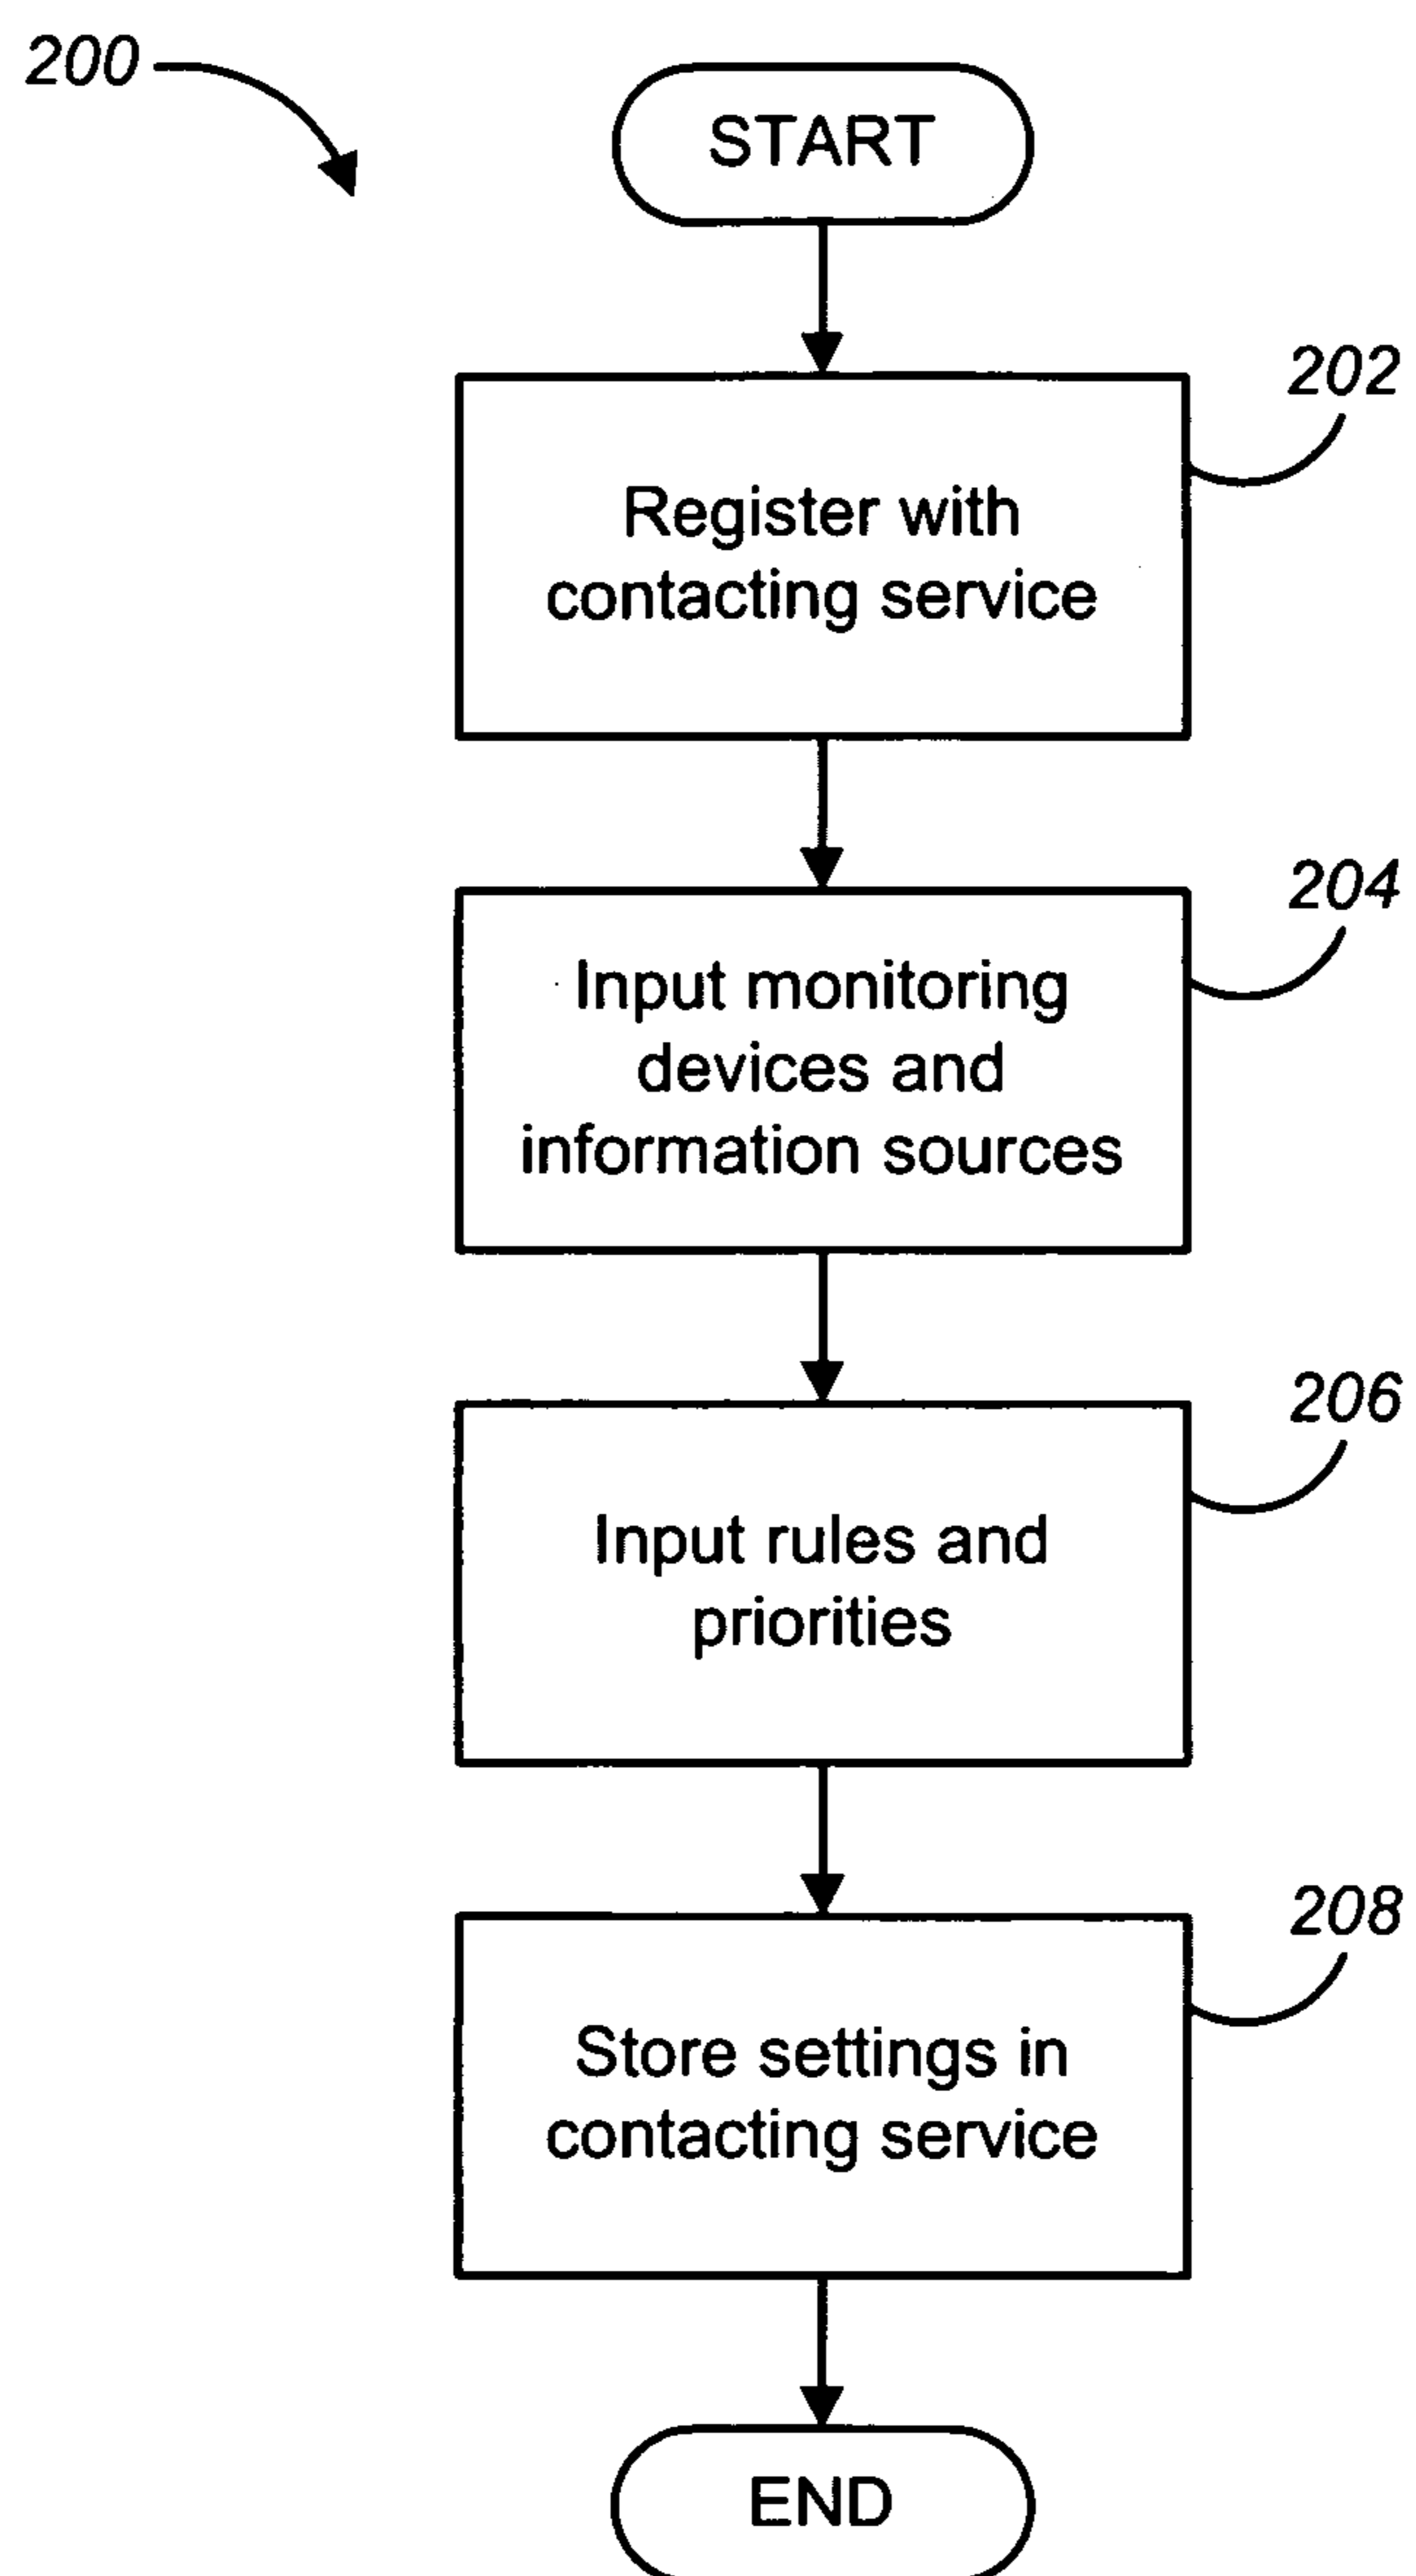 200
START
202
Register with
contacting service
204
Input monitoring
devices and
information sources
206
Input rules and
priorities
208
Store settings in
contacting service
END